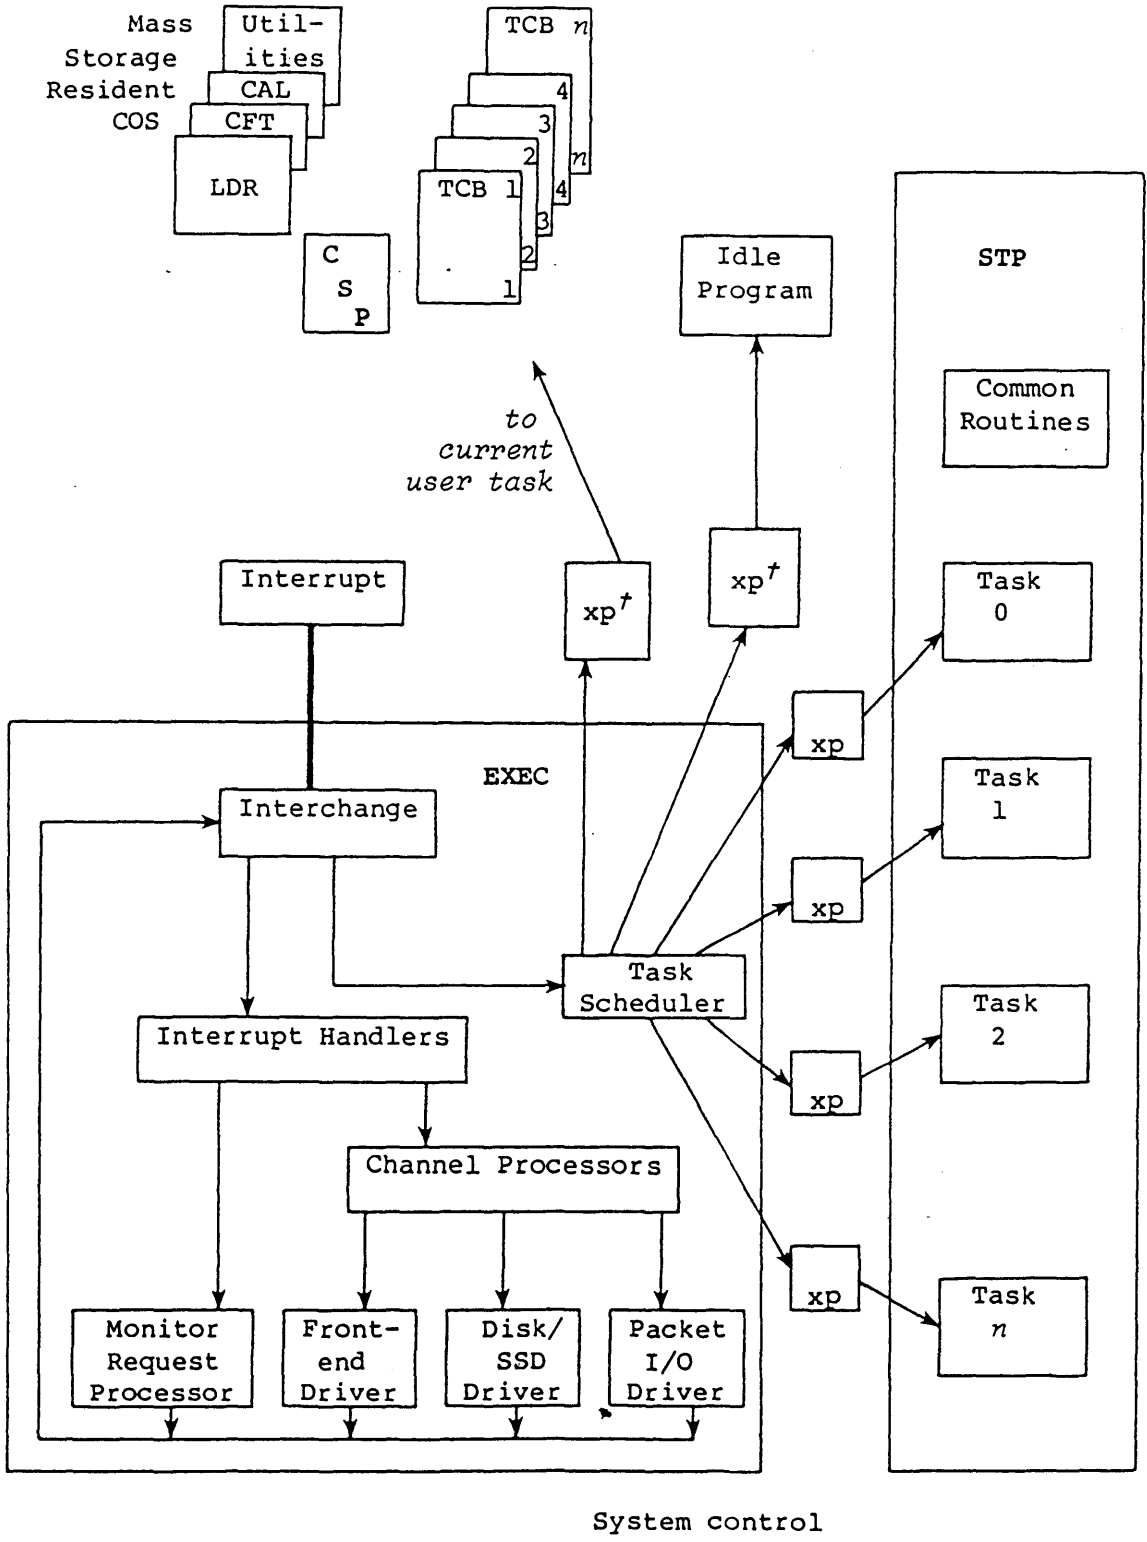 Mass
Storage
Resident
COS
Util-
ities
CAL
CFT
LDR
C
S
P
TCB n
4
3
2
n
TCB 1
4
3
2
1
Idle
Program
STP
Common
Routines
to
current
user task
xp†
xp†
Interrupt
Task
0
xp
EXEC
Interchange
Task
1
xp
Task
Scheduler
Task
2
xp
Interrupt Handlers
Channel Processors
xp
Task
n
Monitor
Request
Processor
Front-
end
Driver
Disk/
SSD
Driver
Packet
I/O
Driver
System control